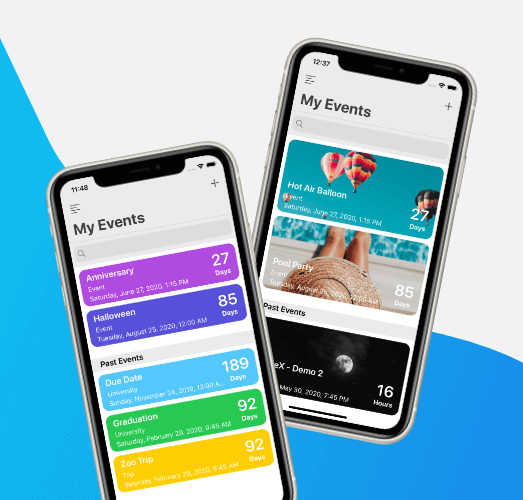 11:48
My Events
Anniversary
Event
Saturday, June 27, 2020, 1:15 PM
27
Days
Halloween
Event
Tuesday, August 25, 2020, 12:00 AM
85
Days
Past Events
Due Date
University
Sunday, November 24, 2019, 12:00 A...
189
Days
Graduation
University
Saturday, February 29, 2020, 9:45 AM
92
Days
Zoo Trip
Trip
Saturday, February 29, 2020, 9:45 AM
92
Days
12:37
My Events
Hot Air Balloon
Event
Saturday, June 27, 2020, 1:15 PM
27
Days
Pool Party
Event
Tuesday, August 25, 2020, 12:00 AM
85
Days
Past Events
eX - Demo 2
May 30, 2020, 7:45 PM
16
Hours